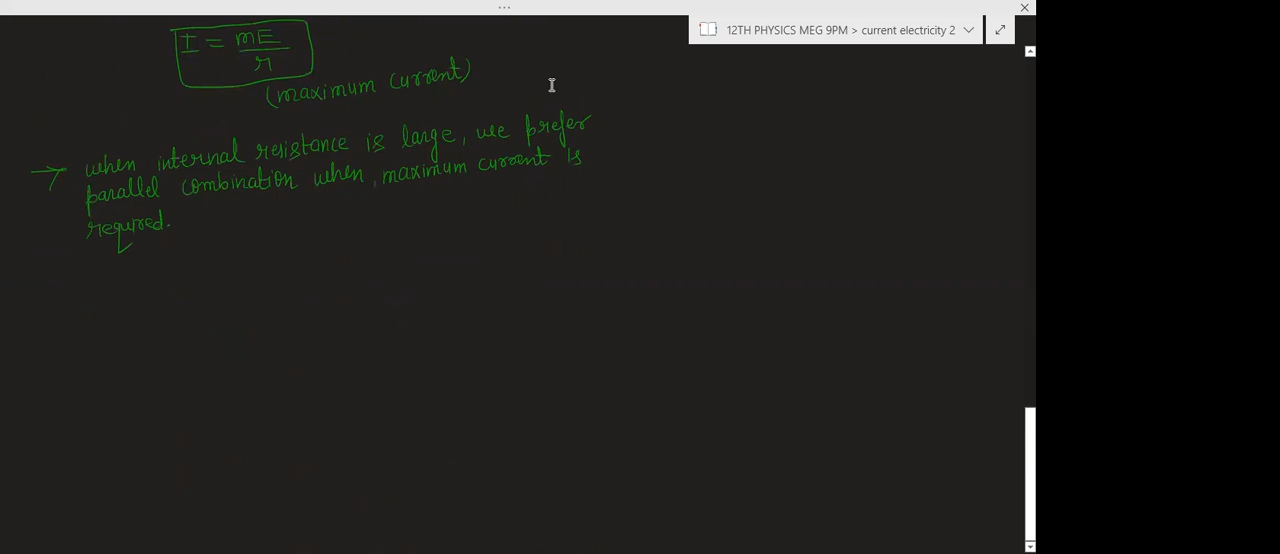 12TH PHYSICS MEG 9PM > current electricity 2
I = mE/r
(maximum current)
→ when internal resistance is large, we prefer
parallel combination when, maximum current is
required.